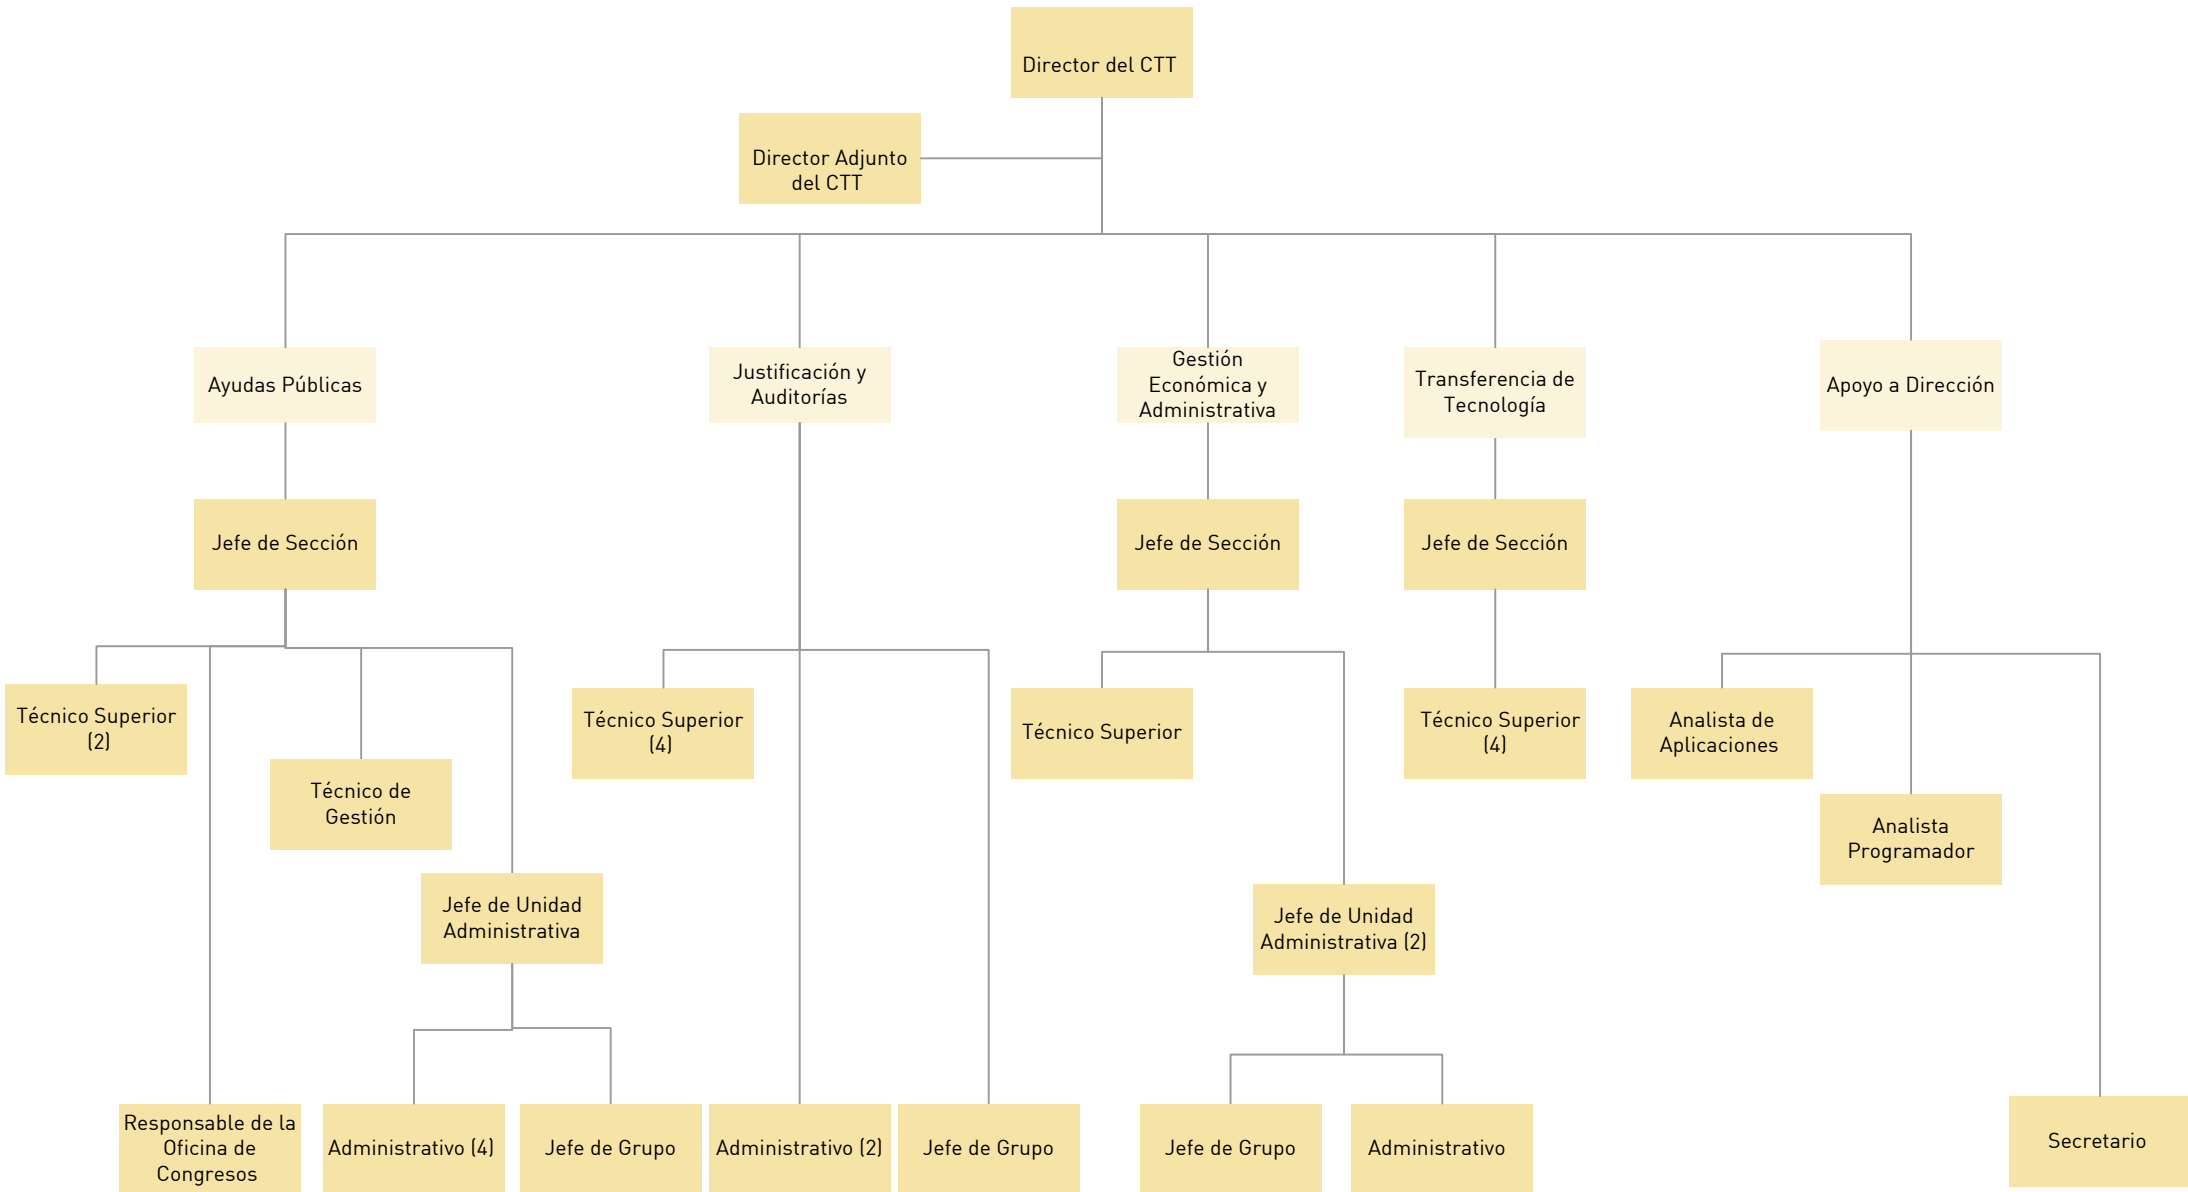 Director del CTT
Director Adjunto
del CTT
Ayudas Públicas
Justificación y
Auditorías
Gestión
Económica y
Administrativa
Transferencia de
Tecnología
Apoyo a Dirección
Jefe de Sección
Jefe de Sección
Jefe de Sección
Técnico Superior
(2)
Técnico Superior
(4)
Técnico Superior
Técnico Superior
(4)
Analista de
Aplicaciones
Técnico de
Gestión
Analista
Programador
Jefe de Unidad
Administrativa
Jefe de Unidad
Administrativa (2)
Responsable de la
Oficina de
Congresos
Administrativo (4)
Jefe de Grupo
Administrativo (2)
Jefe de Grupo
Jefe de Grupo
Administrativo
Secretario